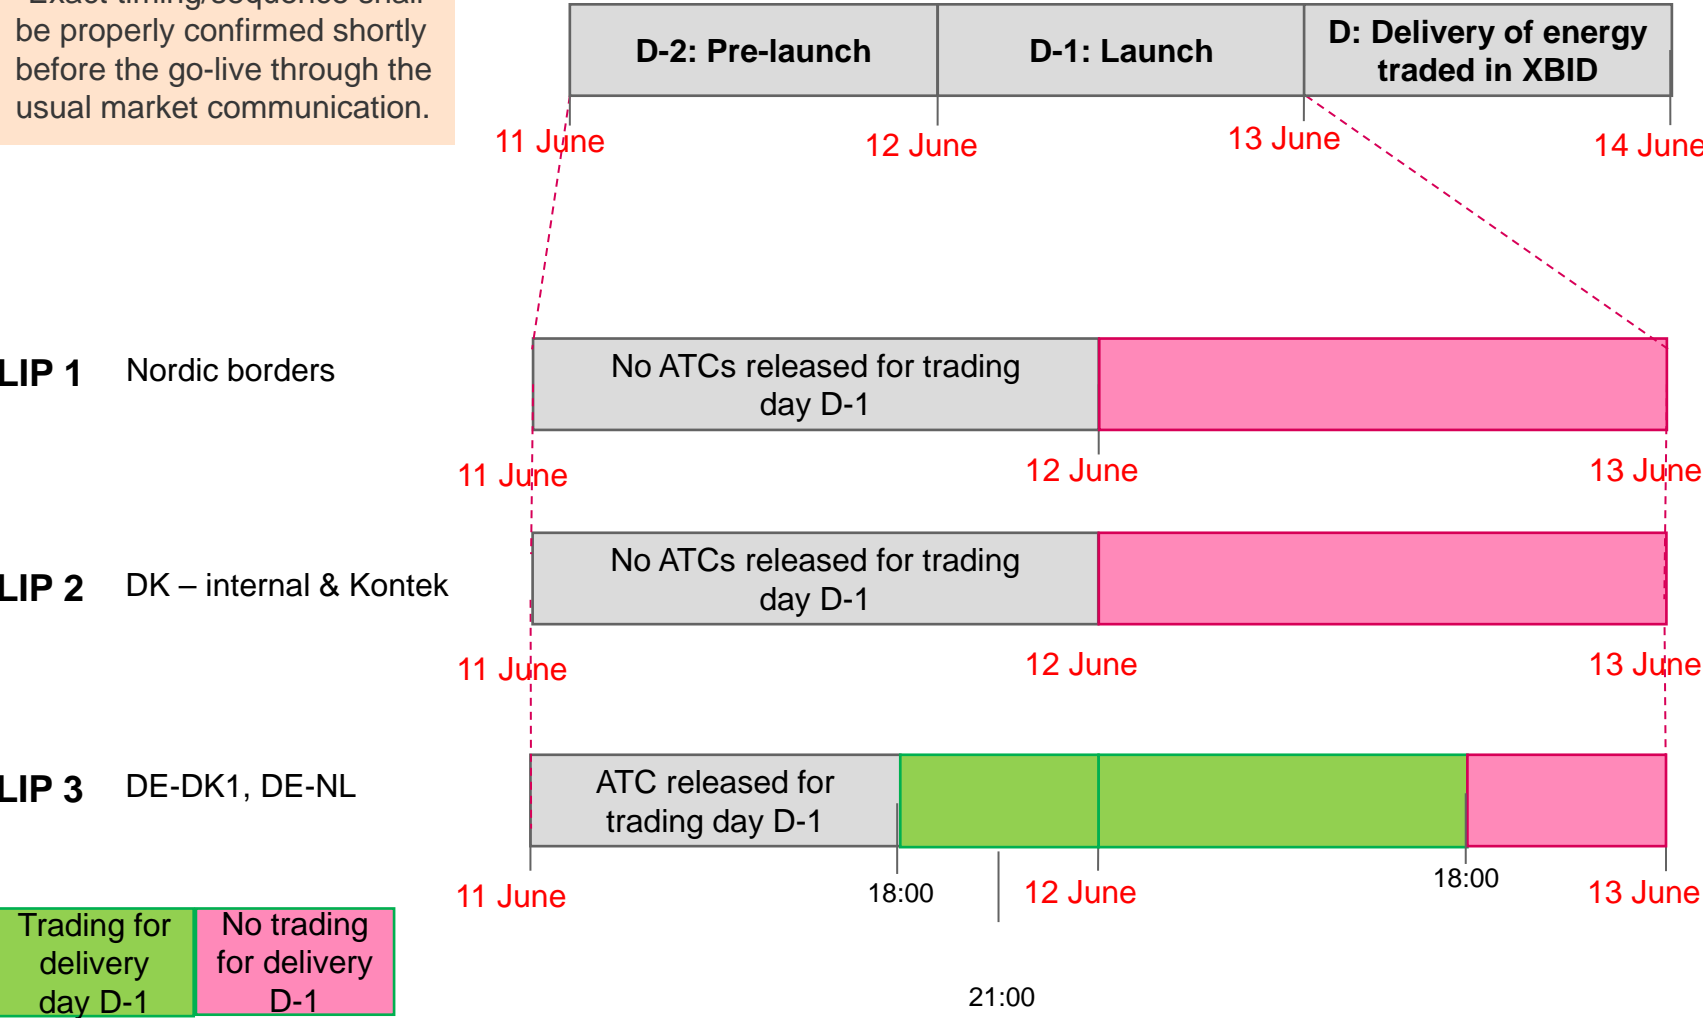 Exact timing/sequence shall
be properly confirmed shortly
before the go-live through the
usual market communication.
D-2: Pre-launch
D-1: Launch
D: Delivery of energy
traded in XBID
11 June
12 June
13 June
14 June
LIP 1
Nordic borders
No ATCs released for trading
day D-1
11 June
12 June
13 June
LIP 2
DK – internal & Kontek
No ATCs released for trading
day D-1
11 June
12 June
13 June
LIP 3
DE-DK1, DE-NL
ATC released for
trading day D-1
11 June
18:00
12 June
18:00
13 June
21:00
Trading for
delivery
day D-1
No trading
for delivery
D-1